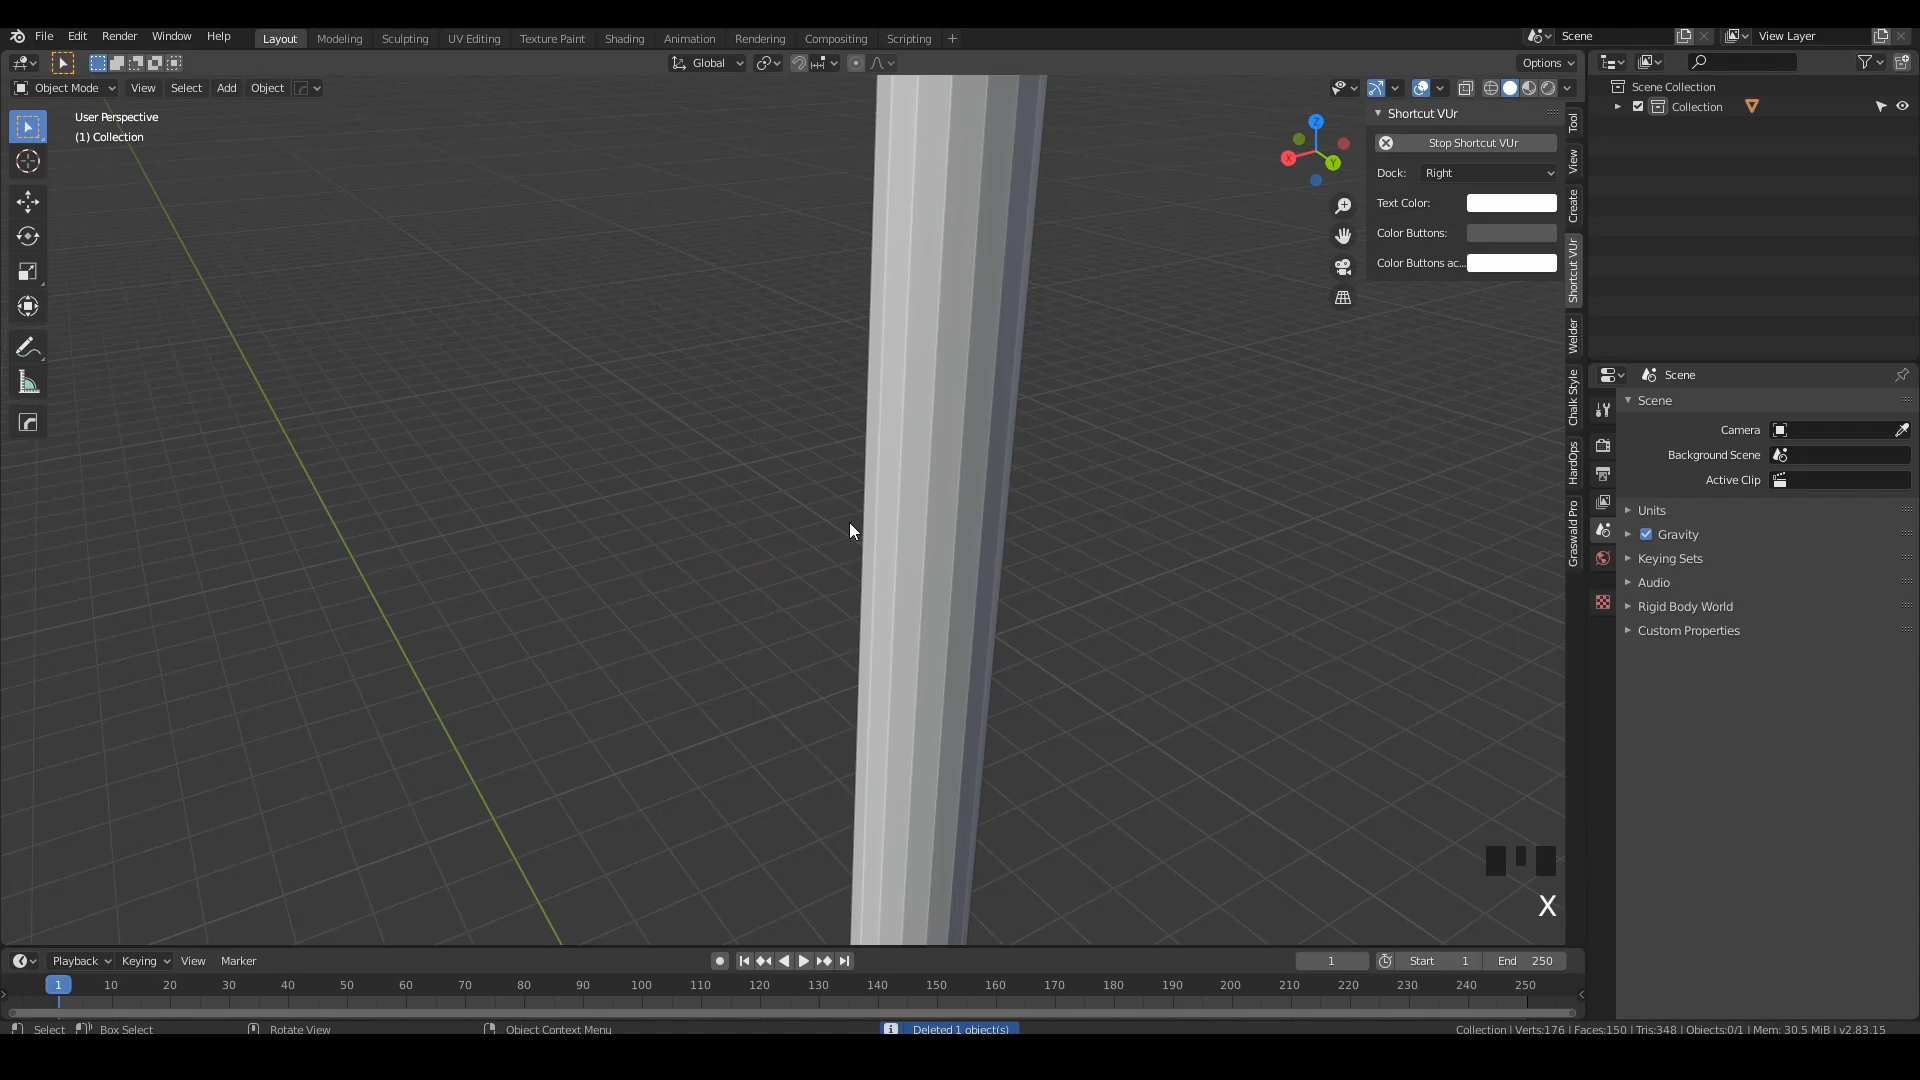 File Edit Render Window Help Layout Modeling Sculpting UV Editing Texture Paint Shading Animation Rendering Compositing Scripting + Scene View Layer
Global Options
Object Mode View Select Add Object
User Perspective
(1) Collection
Z
X
Y
Shortcut VUr
Stop Shortcut VUr
Dock: Right
Text Color:
Color Buttons:
Color Buttons ac...
Tool
View
Create
Shortcut VUr
Welder
Chalk Style
HardOps
Graswald Pro
Scene Collection
Collection
Scene
Scene
Camera
Background Scene
Active Clip
Units
Gravity
Keying Sets
Audio
Rigid Body World
Custom Properties
X
Playback Keying View Marker 1 Start 1 End 250
1 10 20 30 40 50 60 70 80 90 100 110 120 130 140 150 160 170 180 190 200 210 220 230 240 250
Select Box Select Rotate View Object Context Menu Deleted 1 object(s) Collection | Verts:176 | Faces:150 | Tris:348 | Objects:0/1 | Mem: 30.5 MiB | v2.83.15